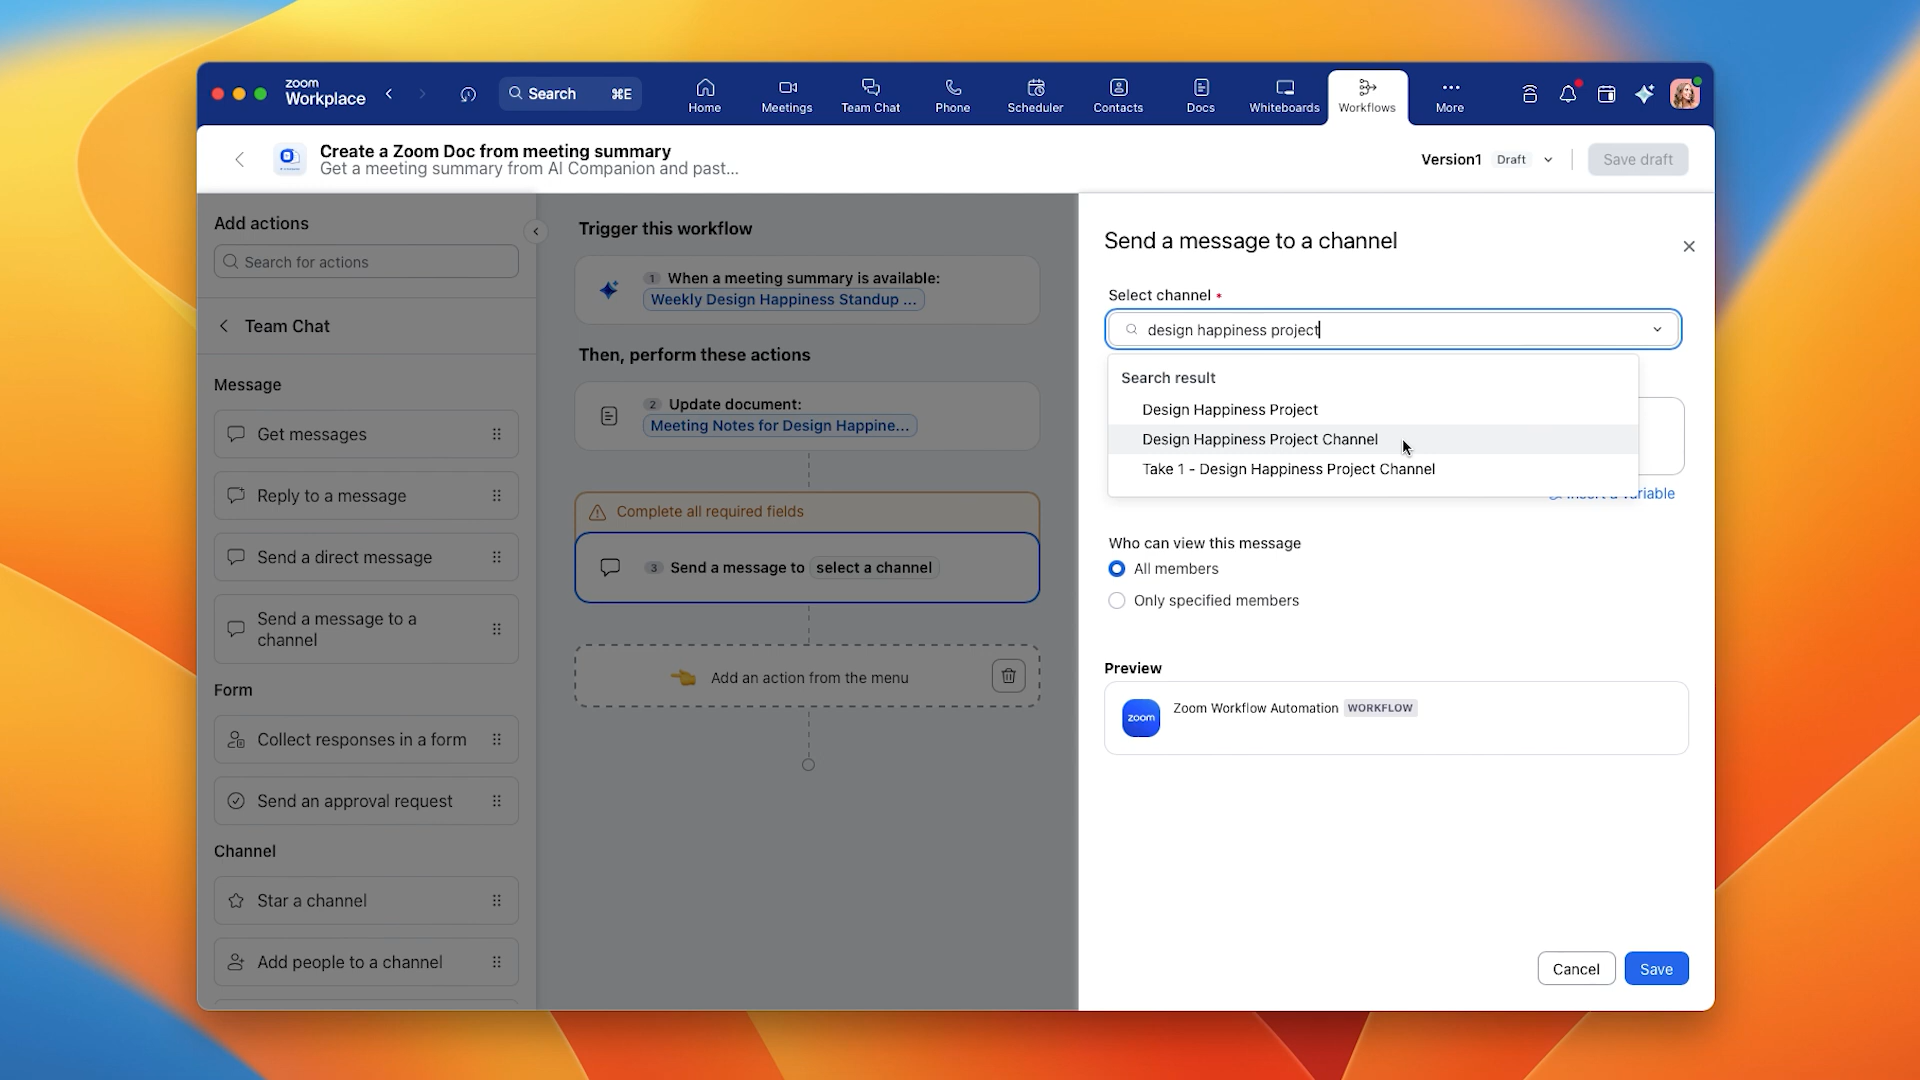 zoom
Workplace
Search ⌘E
Home
Meetings
Team Chat
Phone
Scheduler
Contacts
Docs
Whiteboards
Workflows
More
Create a Zoom Doc from meeting summary
Get a meeting summary from AI Companion and past...
Version1 Draft
Save draft
Add actions
Search for actions
Team Chat
Message
Get messages
Reply to a message
Send a direct message
Send a message to a
channel
Form
Collect responses in a form
Send an approval request
Channel
Star a channel
Add people to a channel
Trigger this workflow
1 When a meeting summary is available:
Weekly Design Happiness Standup ...
Then, perform these actions
2 Update document:
Meeting Notes for Design Happine...
Complete all required fields
3 Send a message to select a channel
Add an action from the menu
Send a message to a channel
Select channel *
design happiness project
Search result
Design Happiness Project
Design Happiness Project Channel
Take 1 - Design Happiness Project Channel
Insert a variable
Who can view this message
All members
Only specified members
Preview
zoom
Zoom Workflow Automation WORKFLOW
Cancel
Save